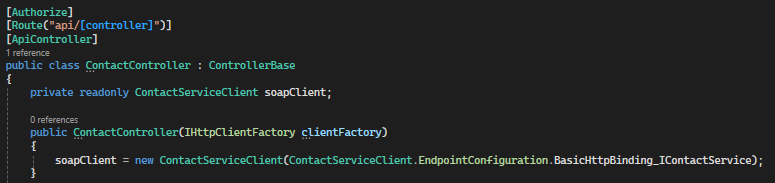 [Authorize]
[Route("api/[controller]")]
[ApiController]
1 reference
public class ContactController : ControllerBase
{
private readonly ContactServiceClient soapClient;
0 references
public ContactController(IHttpClientFactory clientFactory)
{
soapClient = new ContactServiceClient(ContactServiceClient.EndpointConfiguration.BasicHttpBinding_IContactService);
}